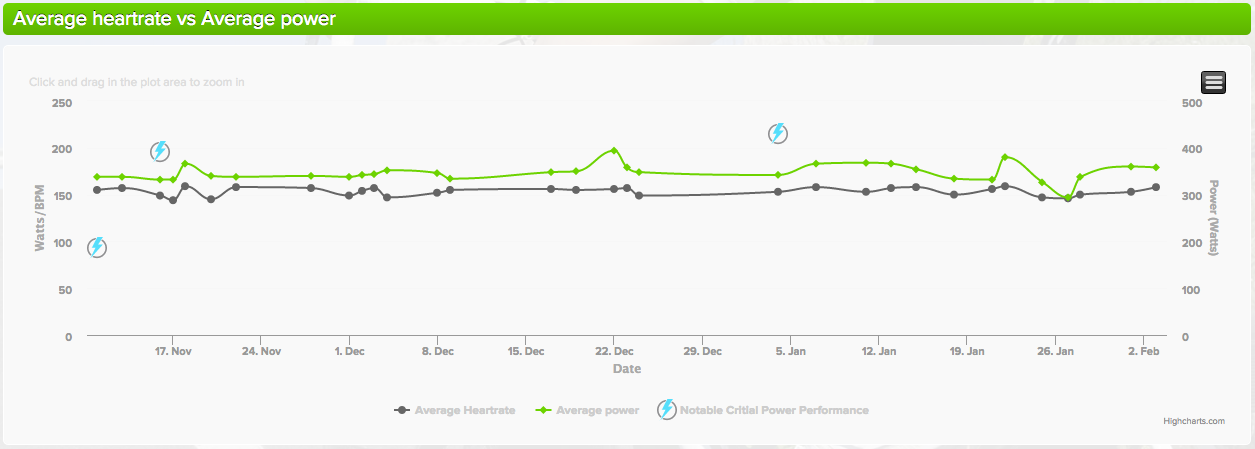 Average heartrate vs Average power
Click and drag in the plot area to zoom in
250
200
150
100
50
0
Watts/BPM
500
400
300
200
100
0
Power (Watts)
17. Nov
24. Nov
1. Dec
8. Dec
15. Dec
22. Dec
29. Dec
5. Jan
12. Jan
19. Jan
26. Jan
2. Feb
Date
Average Heartrate
Average power
Notable Critial Power Performance
Highcharts.com